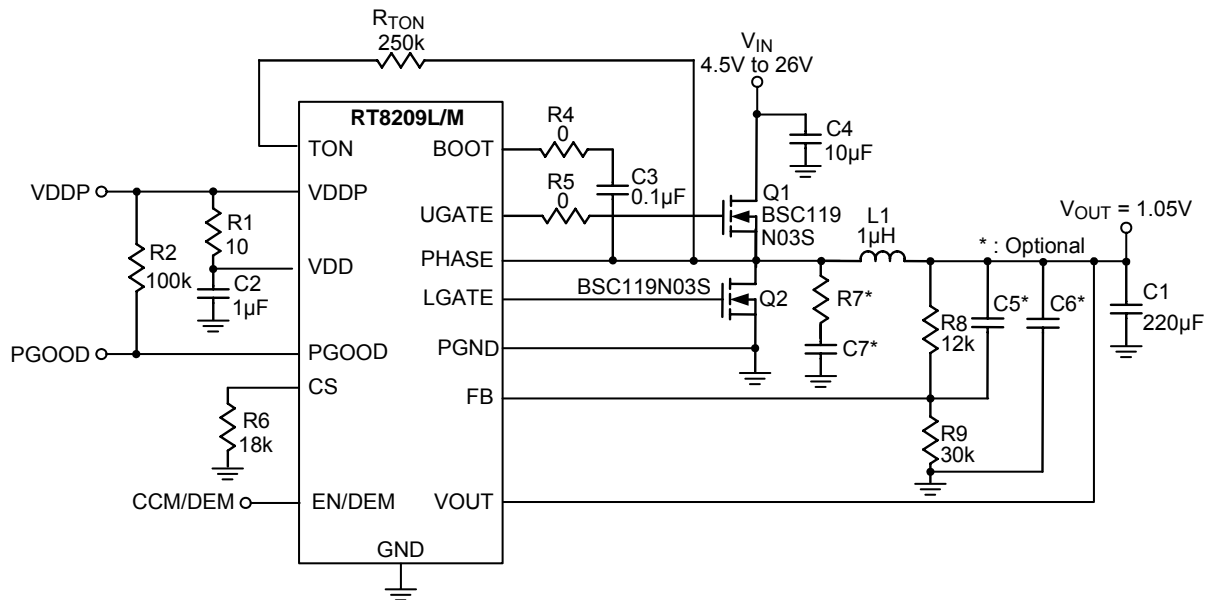 RTON
250k
VIN
4.5V to 26V
RT8209L/M
TON
BOOT
R4
0
C4
10µF
VDDP
VDDP
C3
0.1µF
R5
0
Q1
BSC119
N03S
UGATE
R1
10
R2
100k
L1
1µH
VOUT = 1.05V
* : Optional
VDD
PHASE
C2
1µF
LGATE
BSC119N03S
Q2
R7*
C5*
C6*
C1
220µF
R8
12k
PGOOD
PGOOD
PGND
C7*
CS
FB
R6
18k
R9
30k
CCM/DEM
EN/DEM
VOUT
GND